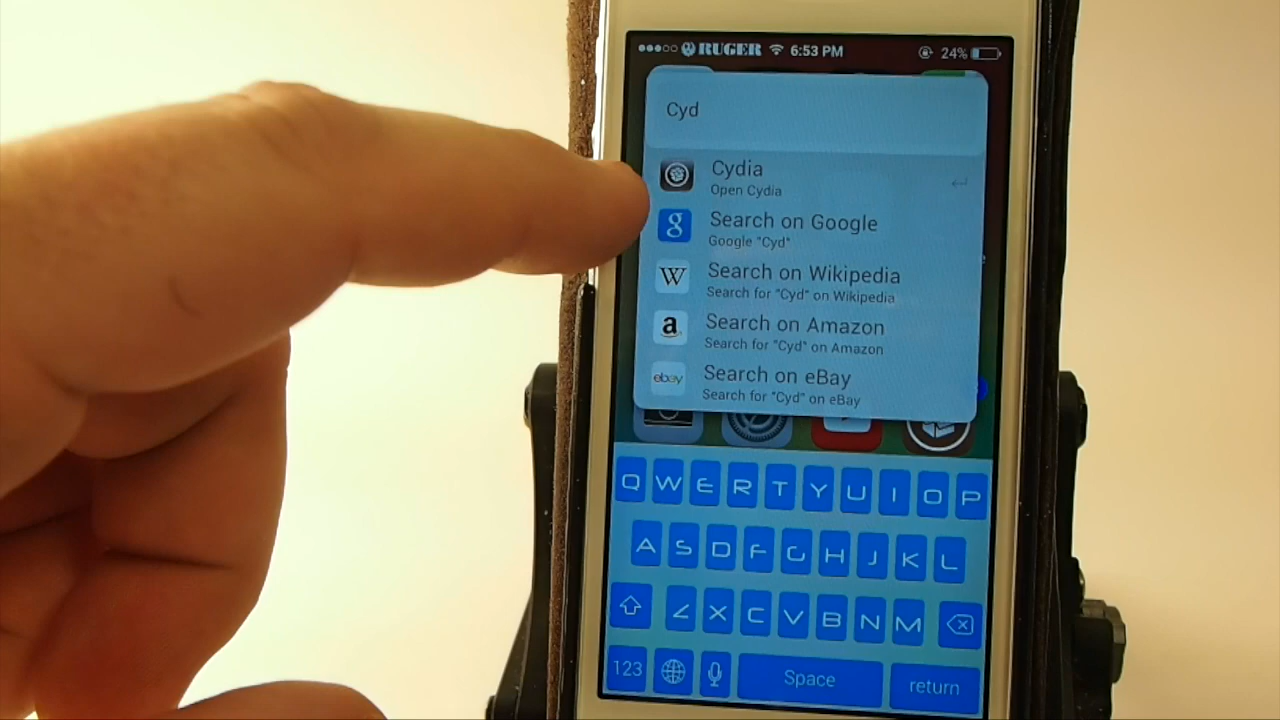 RUGER 6:53 PM 24%
Cyd
Cydia
Open Cydia
g Search on Google
Google "Cyd"
W Search on Wikipedia
Search for "Cyd" on Wikipedia
a Search on Amazon
Search for "Cyd" on Amazon
ebay Search on eBay
Search for "Cyd" on eBay
Q W E R T Y U I O P
A S D F G H J K L
Z X C V B N M
123 Space return